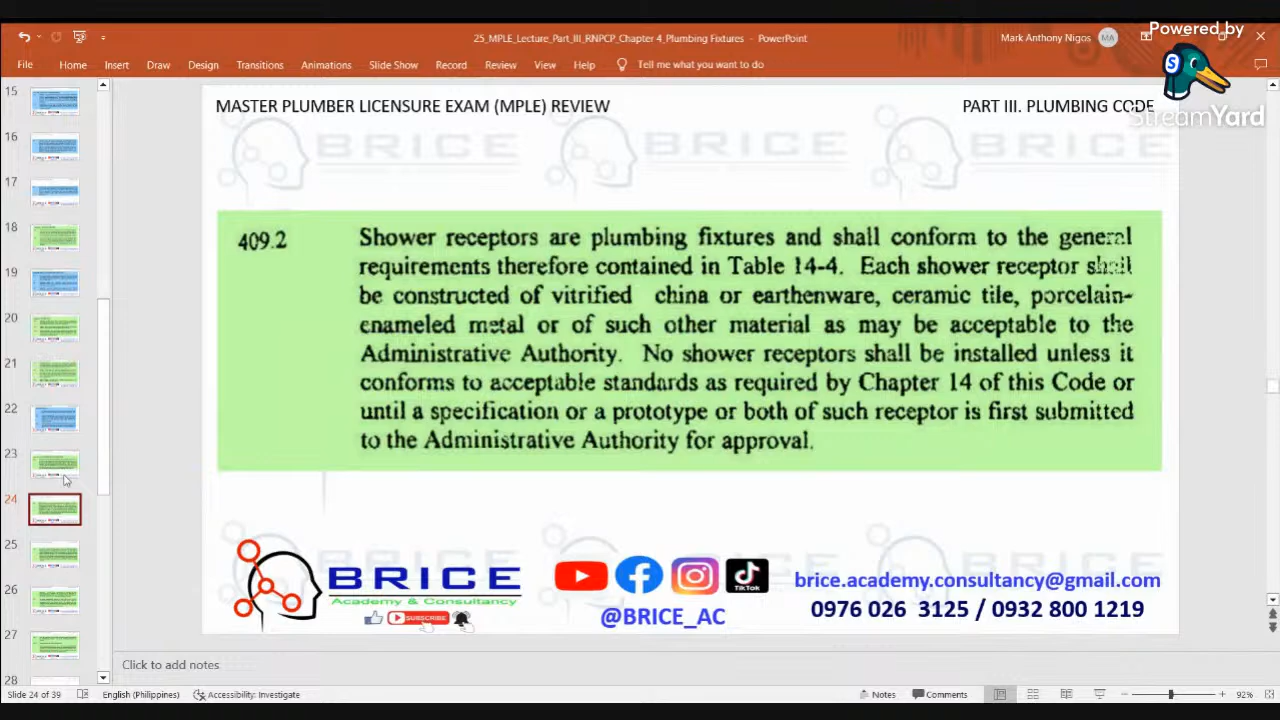 Powered by
StreamYard
25_MPLE_Lecture_Part_III_RNPCP_Chapter 4_Plumbing Fixtures - PowerPoint
Mark Anthony Nigos
MA
File Home Insert Draw Design Transitions Animations Slide Show Record Review View Help Tell me what you want to do
15
16
17
18
19
20
21
22
23
24
25
26
27
28
MASTER PLUMBER LICENSURE EXAM (MPLE) REVIEW
PART III. PLUMBING CODE
BRICE BRICE BRICE
409.2 Shower receptors are plumbing fixtures and shall conform to the general
requirements therefore contained in Table 14-4. Each shower receptor shall
be constructed of vitrified china or earthenware, ceramic tile, porcelain-
enameled metal or of such other material as may be acceptable to the
Administrative Authority. No shower receptors shall be installed unless it
conforms to acceptable standards as required by Chapter 14 of this Code or
until a specification or a prototype or both of such receptor is first submitted
to the Administrative Authority for approval.
BRICE
Academy & Consultancy
SUBSCRIBE
TikTok
@BRICE_AC
brice.academy.consultancy@gmail.com
0976 026 3125 / 0932 800 1219
Click to add notes
Slide 24 of 39 English (Philippines) Accessibility: Investigate
Notes Comments 92%